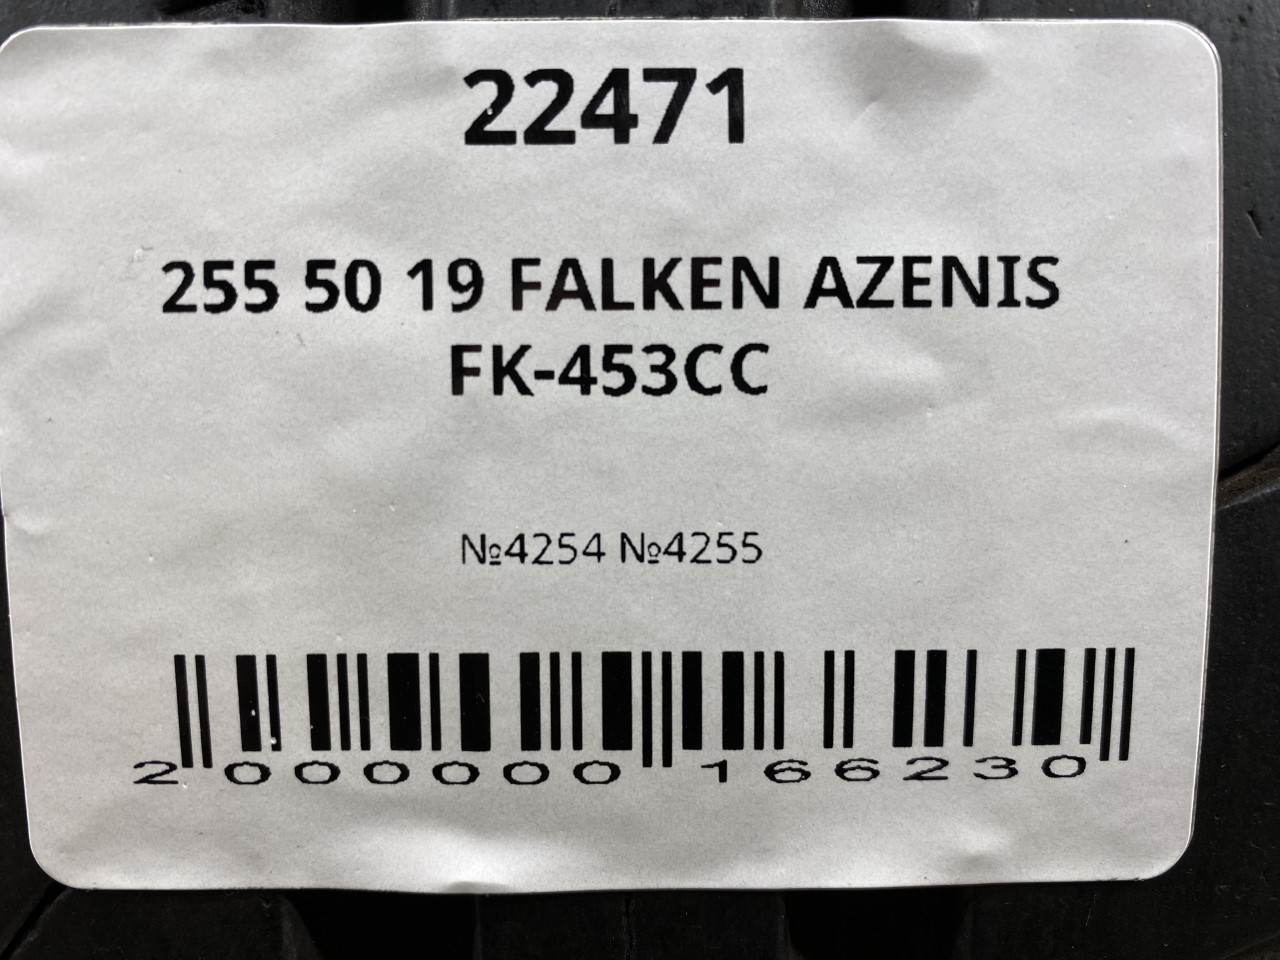 22471
255 50 19 FALKEN AZENIS
FK-453CC
№4254 №4255
2 000000 166230